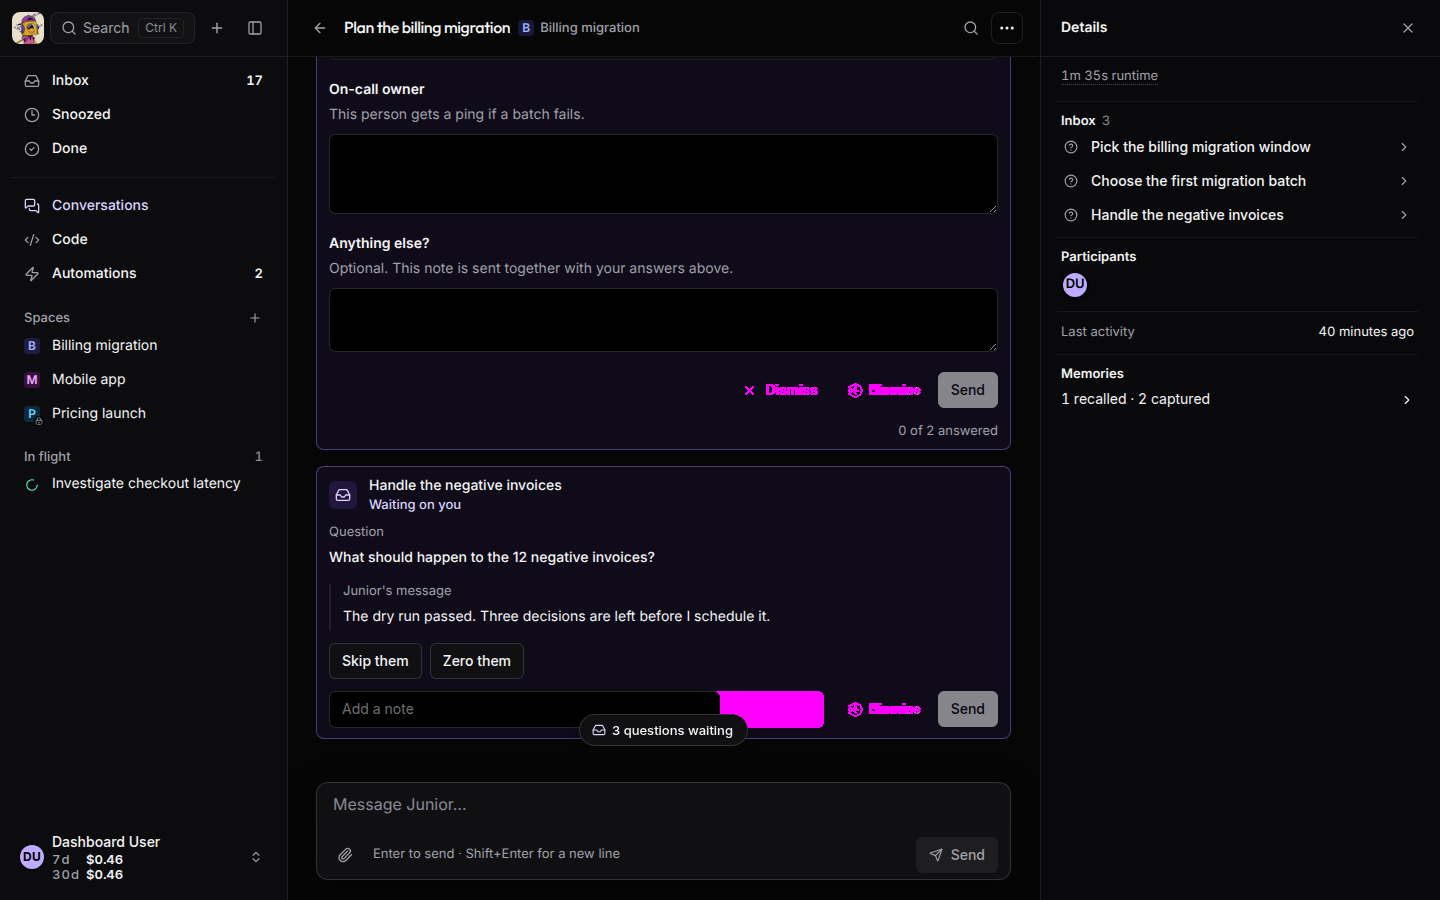 Search Ctrl K
Inbox 17
Snoozed
Done
Conversations
Code
Automations 2
Spaces
B Billing migration
M Mobile app
P Pricing launch
In flight 1
Investigate checkout latency
DU Dashboard User
7d $0.46
30d $0.46
Plan the billing migration B Billing migration
On-call owner
This person gets a ping if a batch fails.
Anything else?
Optional. This note is sent together with your answers above.
Send
0 of 2 answered
Handle the negative invoices
Waiting on you
Question
What should happen to the 12 negative invoices?
Junior's message
The dry run passed. Three decisions are left before I schedule it.
Skip them Zero them
Add a note Send
3 questions waiting
Message Junior...
Enter to send · Shift+Enter for a new line Send
Details
1m 35s runtime
Inbox 3
Pick the billing migration window
Choose the first migration batch
Handle the negative invoices
Participants
DU
Last activity 40 minutes ago
Memories
1 recalled · 2 captured